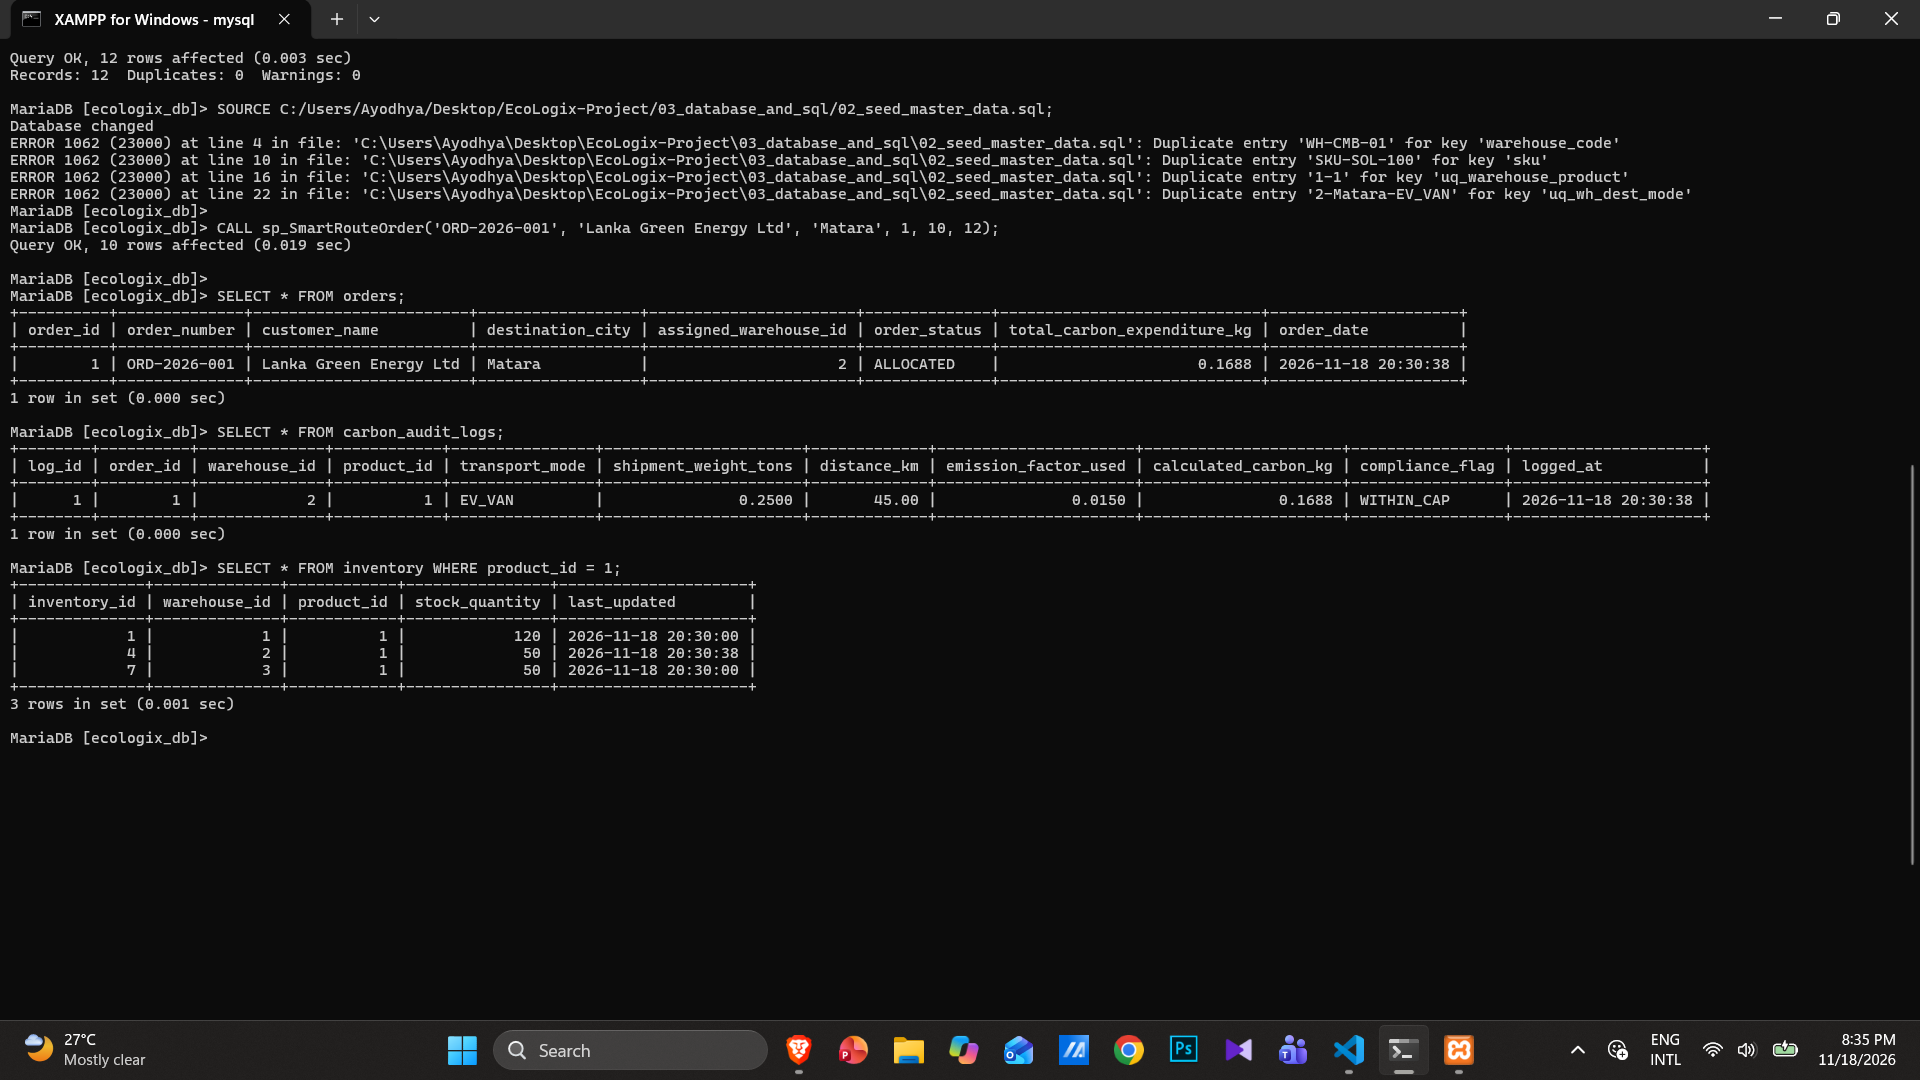 XAMPP for Windows - mysql
Query OK, 12 rows affected (0.003 sec)
Records: 12  Duplicates: 0  Warnings: 0
MariaDB [ecologix_db]> SOURCE C:/Users/Ayodhya/Desktop/EcoLogix-Project/03_database_and_sql/02_seed_master_data.sql;
Database changed
ERROR 1062 (23000) at line 4 in file: 'C:\Users\Ayodhya\Desktop\EcoLogix-Project\03_database_and_sql\02_seed_master_data.sql': Duplicate entry 'WH-CMB-01' for key 'warehouse_code'
ERROR 1062 (23000) at line 10 in file: 'C:\Users\Ayodhya\Desktop\EcoLogix-Project\03_database_and_sql\02_seed_master_data.sql': Duplicate entry 'SKU-SOL-100' for key 'sku'
ERROR 1062 (23000) at line 16 in file: 'C:\Users\Ayodhya\Desktop\EcoLogix-Project\03_database_and_sql\02_seed_master_data.sql': Duplicate entry '1-1' for key 'uq_warehouse_product'
ERROR 1062 (23000) at line 22 in file: 'C:\Users\Ayodhya\Desktop\EcoLogix-Project\03_database_and_sql\02_seed_master_data.sql': Duplicate entry '2-Matara-EV_VAN' for key 'uq_wh_dest_mode'
MariaDB [ecologix_db]>
MariaDB [ecologix_db]> CALL sp_SmartRouteOrder('ORD-2026-001', 'Lanka Green Energy Ltd', 'Matara', 1, 10, 12);
Query OK, 10 rows affected (0.019 sec)
MariaDB [ecologix_db]>
MariaDB [ecologix_db]> SELECT * FROM orders;
| order_id | order_number | customer_name | destination_city | assigned_warehouse_id | order_status | total_carbon_expenditure_kg | order_date |
| 1 | ORD-2026-001 | Lanka Green Energy Ltd | Matara | 2 | ALLOCATED | 0.1688 | 2026-11-18 20:30:38 |
1 row in set (0.000 sec)
MariaDB [ecologix_db]> SELECT * FROM carbon_audit_logs;
| log_id | order_id | warehouse_id | product_id | transport_mode | shipment_weight_tons | distance_km | emission_factor_used | calculated_carbon_kg | compliance_flag | logged_at |
| 1 | 1 | 2 | 1 | EV_VAN | 0.2500 | 45.00 | 0.0150 | 0.1688 | WITHIN_CAP | 2026-11-18 20:30:38 |
1 row in set (0.000 sec)
MariaDB [ecologix_db]> SELECT * FROM inventory WHERE product_id = 1;
| inventory_id | warehouse_id | product_id | stock_quantity | last_updated |
| 1 | 1 | 1 | 120 | 2026-11-18 20:30:00 |
| 4 | 2 | 1 | 50 | 2026-11-18 20:30:38 |
| 7 | 3 | 1 | 50 | 2026-11-18 20:30:00 |
3 rows in set (0.001 sec)
MariaDB [ecologix_db]>
27°C
Mostly clear
Search
Ps
ENG
INTL
8:35 PM
11/18/2026